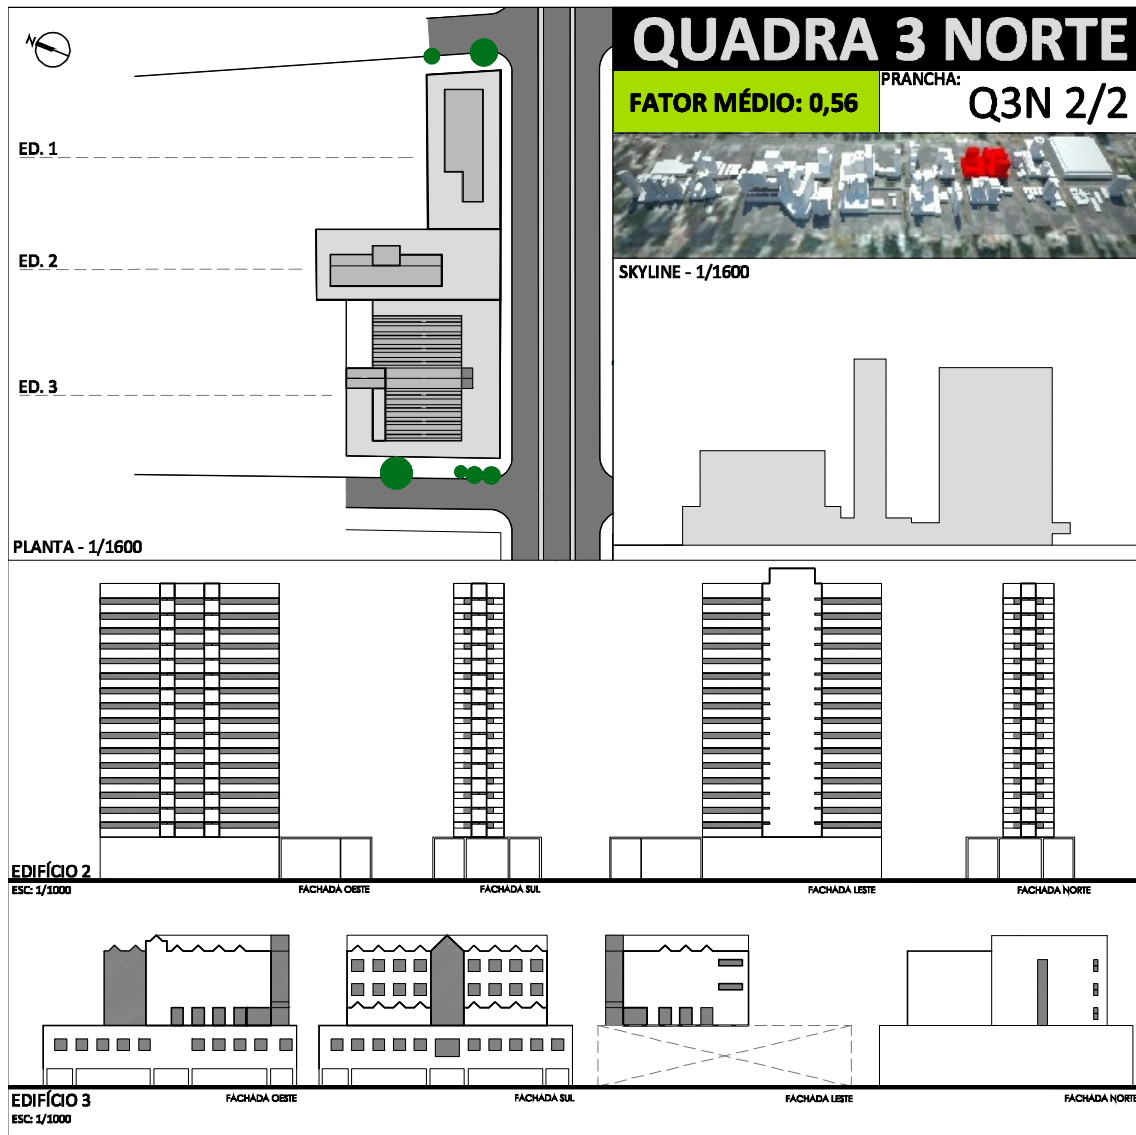 N
QUADRA 3 NORTE
FATOR MÉDIO: 0,56
PRANCHA:
Q3N 2/2
ED. 1
ED. 2
ED. 3
PLANTA - 1/1600
SKYLINE - 1/1600
EDIFÍCIO 2
ESC: 1/1000
FACHADA OESTE
FACHADA SUL
FACHADA LESTE
FACHADA NORTE
EDIFÍCIO 3
ESC: 1/1000
FACHADA OESTE
FACHADA SUL
FACHADA LESTE
FACHADA NORTE